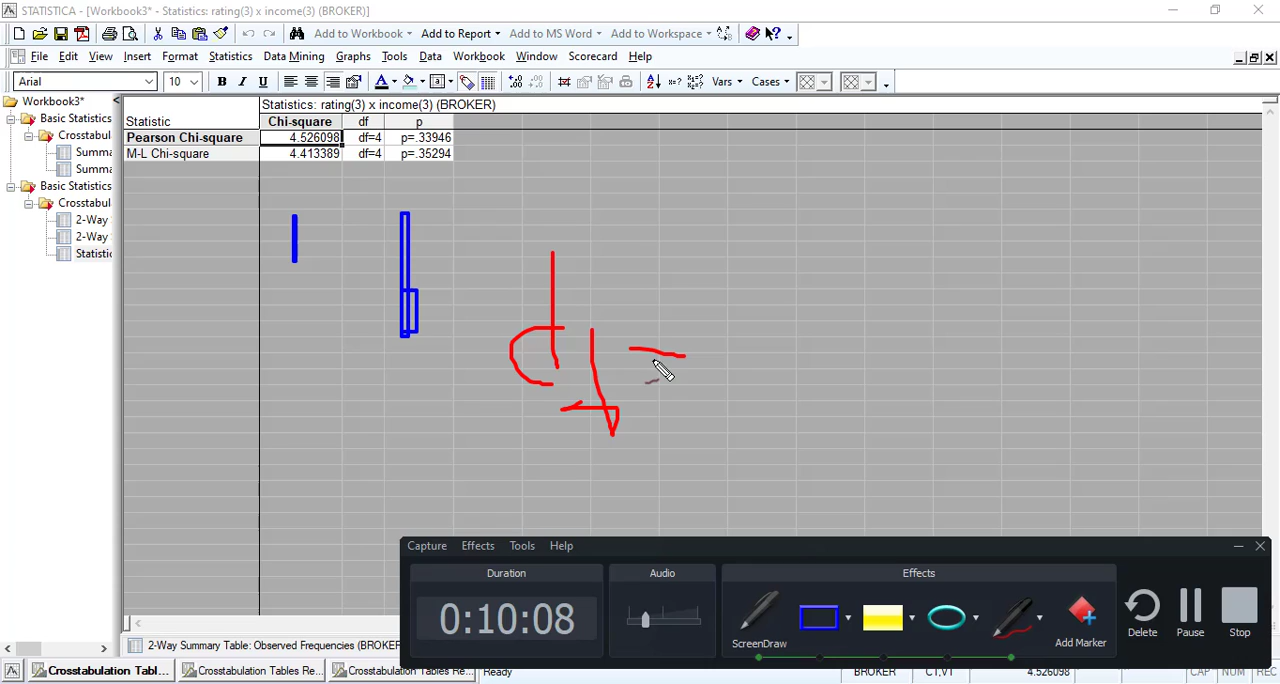 STATISTICA - [Workbook3* - Statistics: rating(3) x income(3) (BROKER)]
Add to Workbook Add to Report Add to MS Word Add to Workspace
File Edit View Insert Format Statistics Data Mining Graphs Tools Data Workbook Window Scorecard Help
Arial 10 B I U Vars Cases
Workbook3*
Basic Statistics
Crosstabul
Summa
Summa
Basic Statistics
Crosstabul
2-Way
2-Way
Statistic
Statistics: rating(3) x income(3) (BROKER)
Statistic Chi-square df p
Pearson Chi-square 4.526098 df=4 p=.33946
M-L Chi-square 4.413389 df=4 p=.35294
df =
Capture Effects Tools Help
Duration Audio Effects
0:10:08
ScreenDraw Add Marker Delete Pause Stop
2-Way Summary Table: Observed Frequencies (BROKE
Crosstabulation Tabl... Crosstabulation Tables Re... Crosstabulation Tables Re... Ready BROKER C1,V1 4.526098 CAP NUM REC